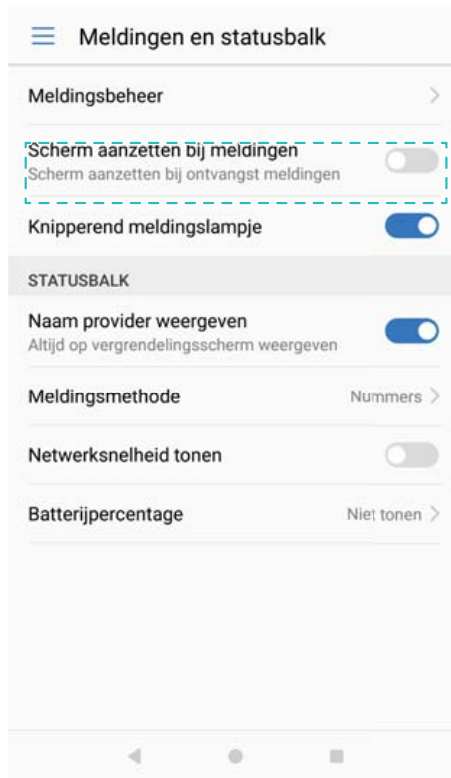 Meldingen en statusbalk
Meldingsbeheer
Scherm aanzetten bij meldingen
Scherm aanzetten bij ontvangst meldingen
Knipperend meldingslampje
STATUSBALK
Naam provider weergeven
Altijd op vergrendelingsscherm weergeven
Meldingsmethode Nummers
Netwerksnelheid tonen
Batterijpercentage Niet tonen